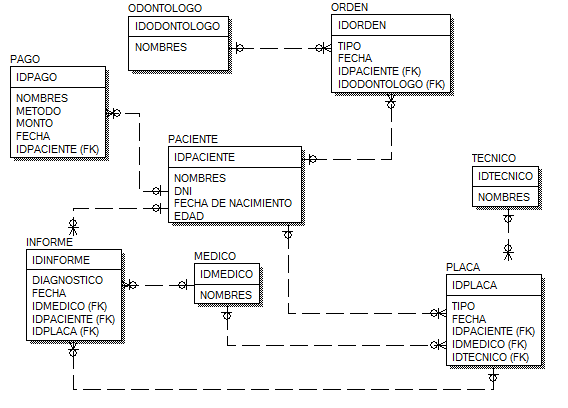 ODONTOLOGO
IDODONTOLOGO
NOMBRES
ORDEN
IDORDEN
TIPO
FECHA
IDPACIENTE (FK)
IDODONTOLOGO (FK)
PAGO
IDPAGO
NOMBRES
METODO
MONTO
FECHA
IDPACIENTE (FK)
PACIENTE
IDPACIENTE
NOMBRES
DNI
FECHA DE NACIMIENTO
EDAD
TECNICO
IDTECNICO
NOMBRES
INFORME
IDINFORME
DIAGNOSTICO
FECHA
IDMEDICO (FK)
IDPACIENTE (FK)
IDPLACA (FK)
MEDICO
IDMEDICO
NOMBRES
PLACA
IDPLACA
TIPO
FECHA
IDPACIENTE (FK)
IDMEDICO (FK)
IDTECNICO (FK)